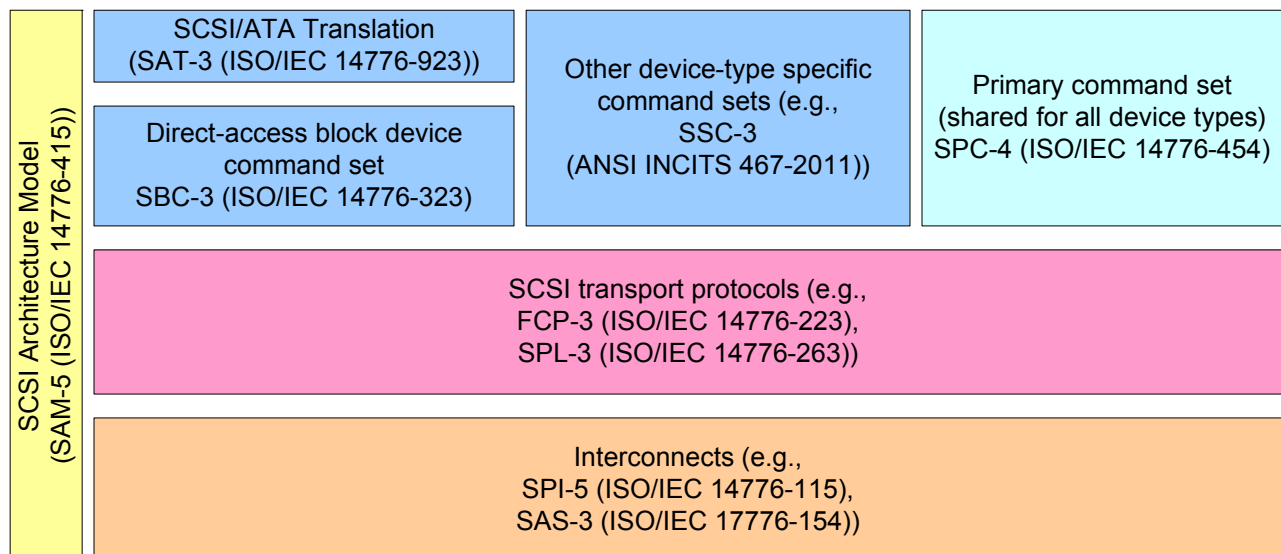 SCSI Architecture Model
(SAM-5 (ISO/IEC 14776-415))
SCSI/ATA Translation
(SAT-3 (ISO/IEC 14776-923))
Direct-access block device
command set
SBC-3 (ISO/IEC 14776-323)
Other device-type specific
command sets (e.g.,
SSC-3
(ANSI INCITS 467-2011))
Primary command set
(shared for all device types)
SPC-4 (ISO/IEC 14776-454)
SCSI transport protocols (e.g.,
FCP-3 (ISO/IEC 14776-223),
SPL-3 (ISO/IEC 14776-263))
Interconnects (e.g.,
SPI-5 (ISO/IEC 14776-115),
SAS-3 (ISO/IEC 17776-154))